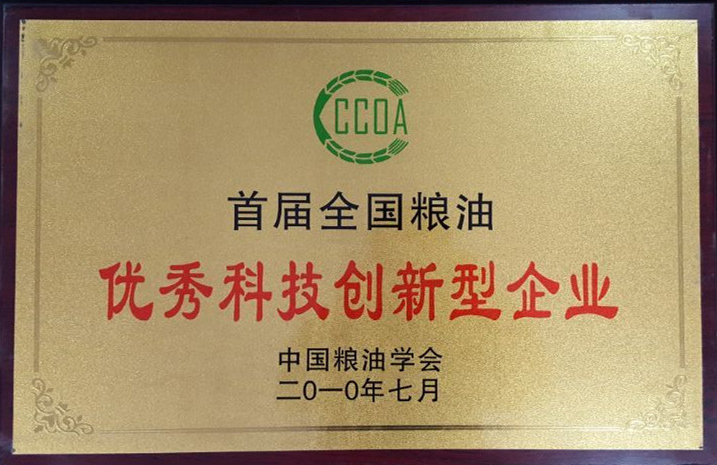 CCOA
首届全国粮油
优秀科技创新型企业
中国粮油学会
二0一0年七月